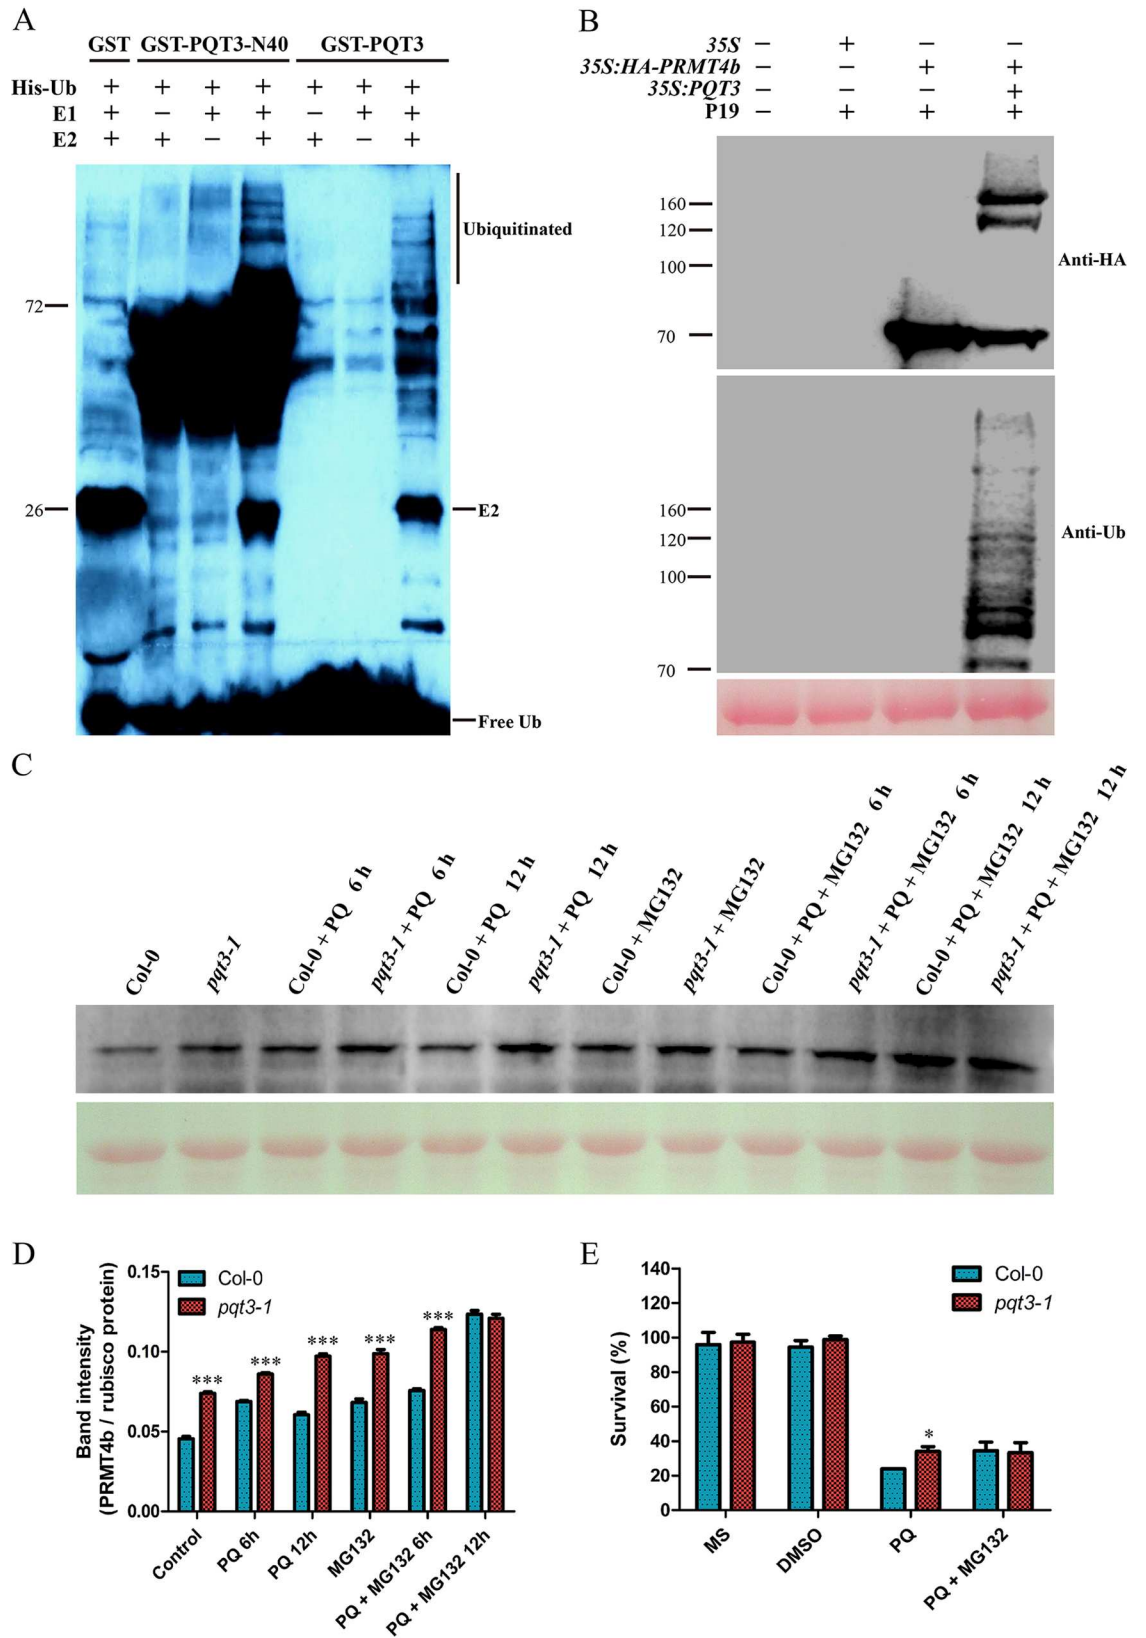 A
GST GST-PQT3-N40 GST-PQT3
His-Ub + + + + + + +
E1 + − + + − + +
E2 + + − + + − +
Ubiquitinated
72
26
E2
Free Ub
B
35S − + − −
35S:HA-PRMT4b − − + +
35S:PQT3 − − − +
P19 − + + +
160
120
100
70
Anti-HA
160
120
100
70
Anti-Ub
C
Col-0
pqt3-1
Col-0 + PQ 6 h
pqt3-1 + PQ 6 h
Col-0 + PQ 12 h
pqt3-1 + PQ 12 h
Col-0 + MG132
pqt3-1 + MG132
Col-0 + PQ + MG132 6 h
pqt3-1 + PQ + MG132 6 h
Col-0 + PQ + MG132 12 h
pqt3-1 + PQ + MG132 12 h
D
Band intensity
(PRMT4b / rubisco protein)
0.15
0.10
0.05
0.00
Col-0
pqt3-1
*** *** *** *** ***
Control
PQ 6h
PQ 12h
MG132
PQ + MG132 6h
PQ + MG132 12h
E
Survival (%)
140
120
100
80
60
40
20
0
Col-0
pqt3-1
*
MS
DMSO
PQ
PQ + MG132